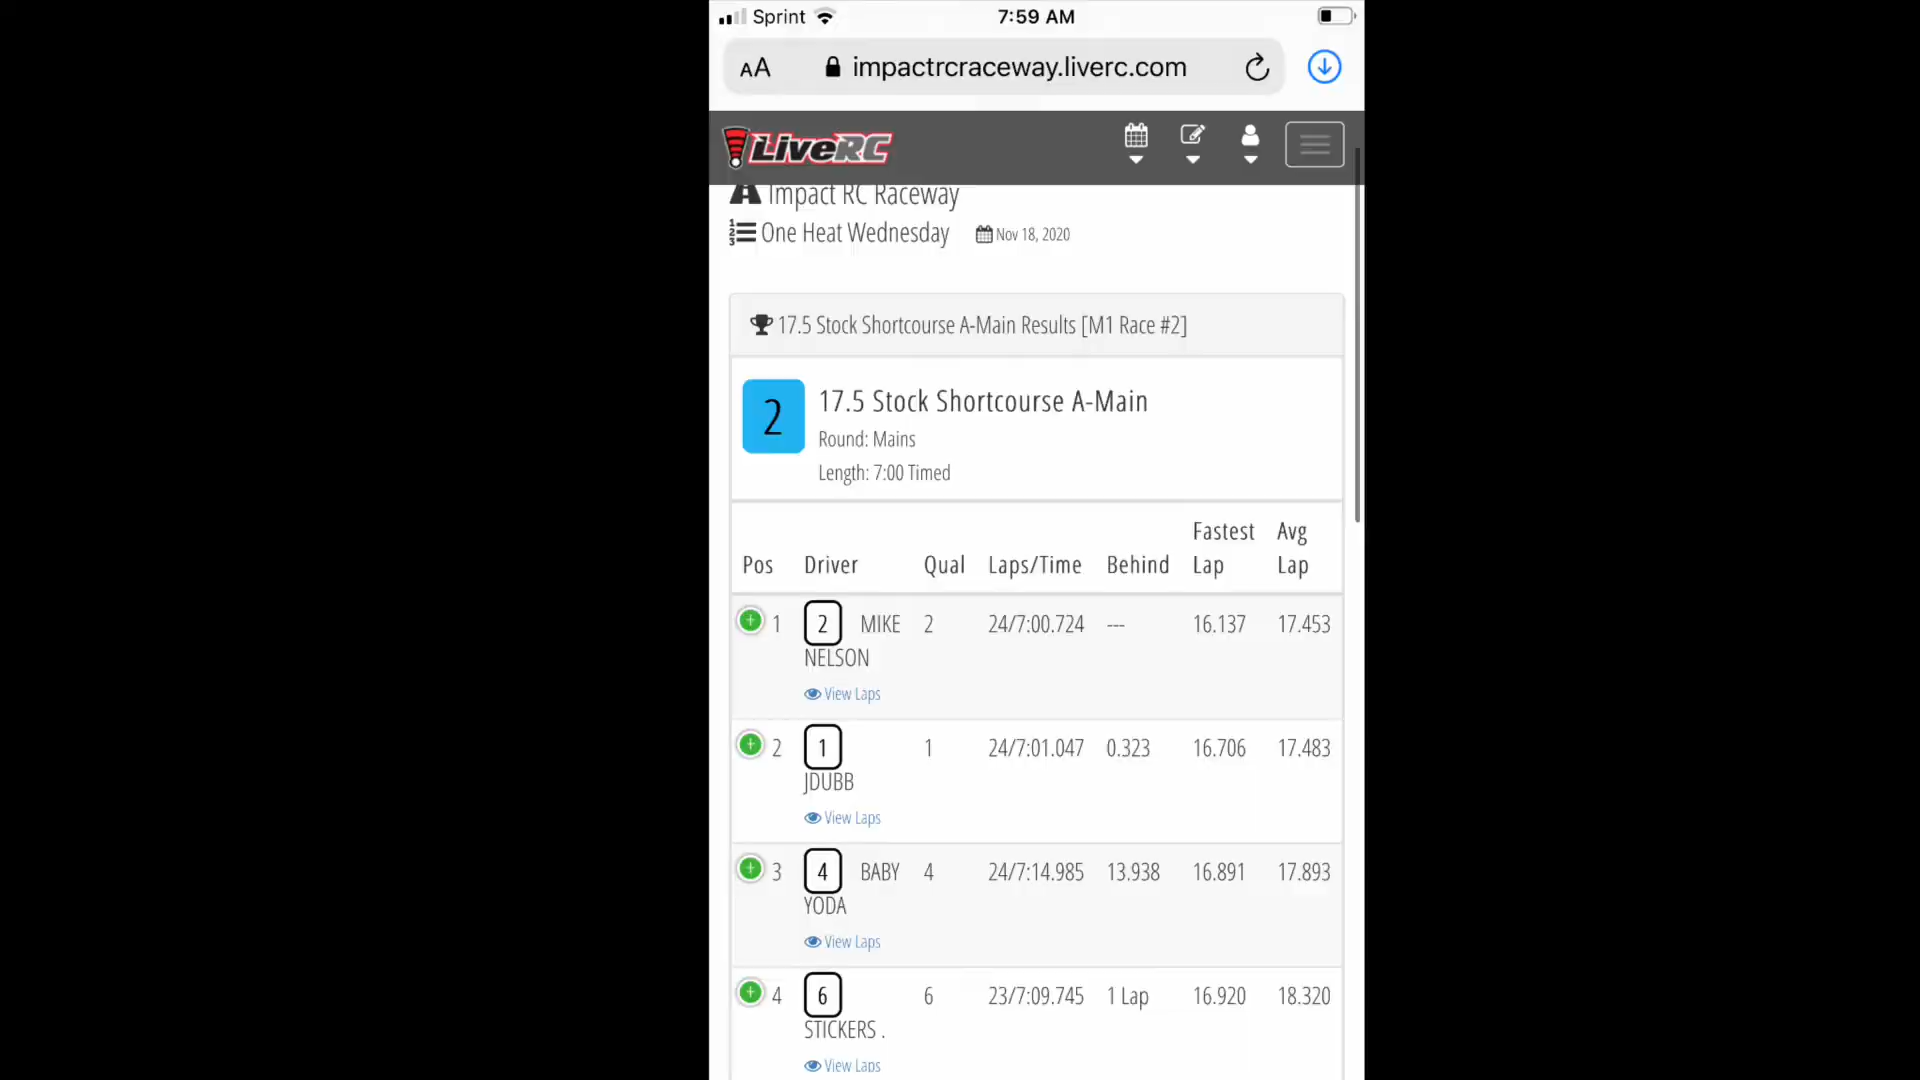 Sprint 7:59 AM
AA impactrcraceway.liverc.com
LiveRC
Impact RC Raceway
One Heat Wednesday Nov 18, 2020
17.5 Stock Shortcourse A-Main Results [M1 Race #2]
2 17.5 Stock Shortcourse A-Main
Round: Mains
Length: 7:00 Timed
Pos Driver Qual Laps/Time Behind Fastest Lap Avg Lap
1 2 MIKE NELSON 2 24/7:00.724 --- 16.137 17.453
View Laps
2 1 JDUBB 1 24/7:01.047 0.323 16.706 17.483
View Laps
3 4 BABY YODA 4 24/7:14.985 13.938 16.891 17.893
View Laps
4 6 STICKERS . 6 23/7:09.745 1 Lap 16.920 18.320
View Laps